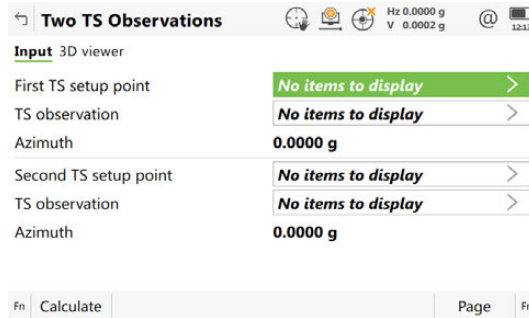 Two TS Observations
Hz 0.0000 g
V 0.0002 g
@
Input 3D viewer
First TS setup point No items to display
TS observation No items to display
Azimuth 0.0000 g
Second TS setup point No items to display
TS observation No items to display
Azimuth 0.0000 g
Fn Calculate Page